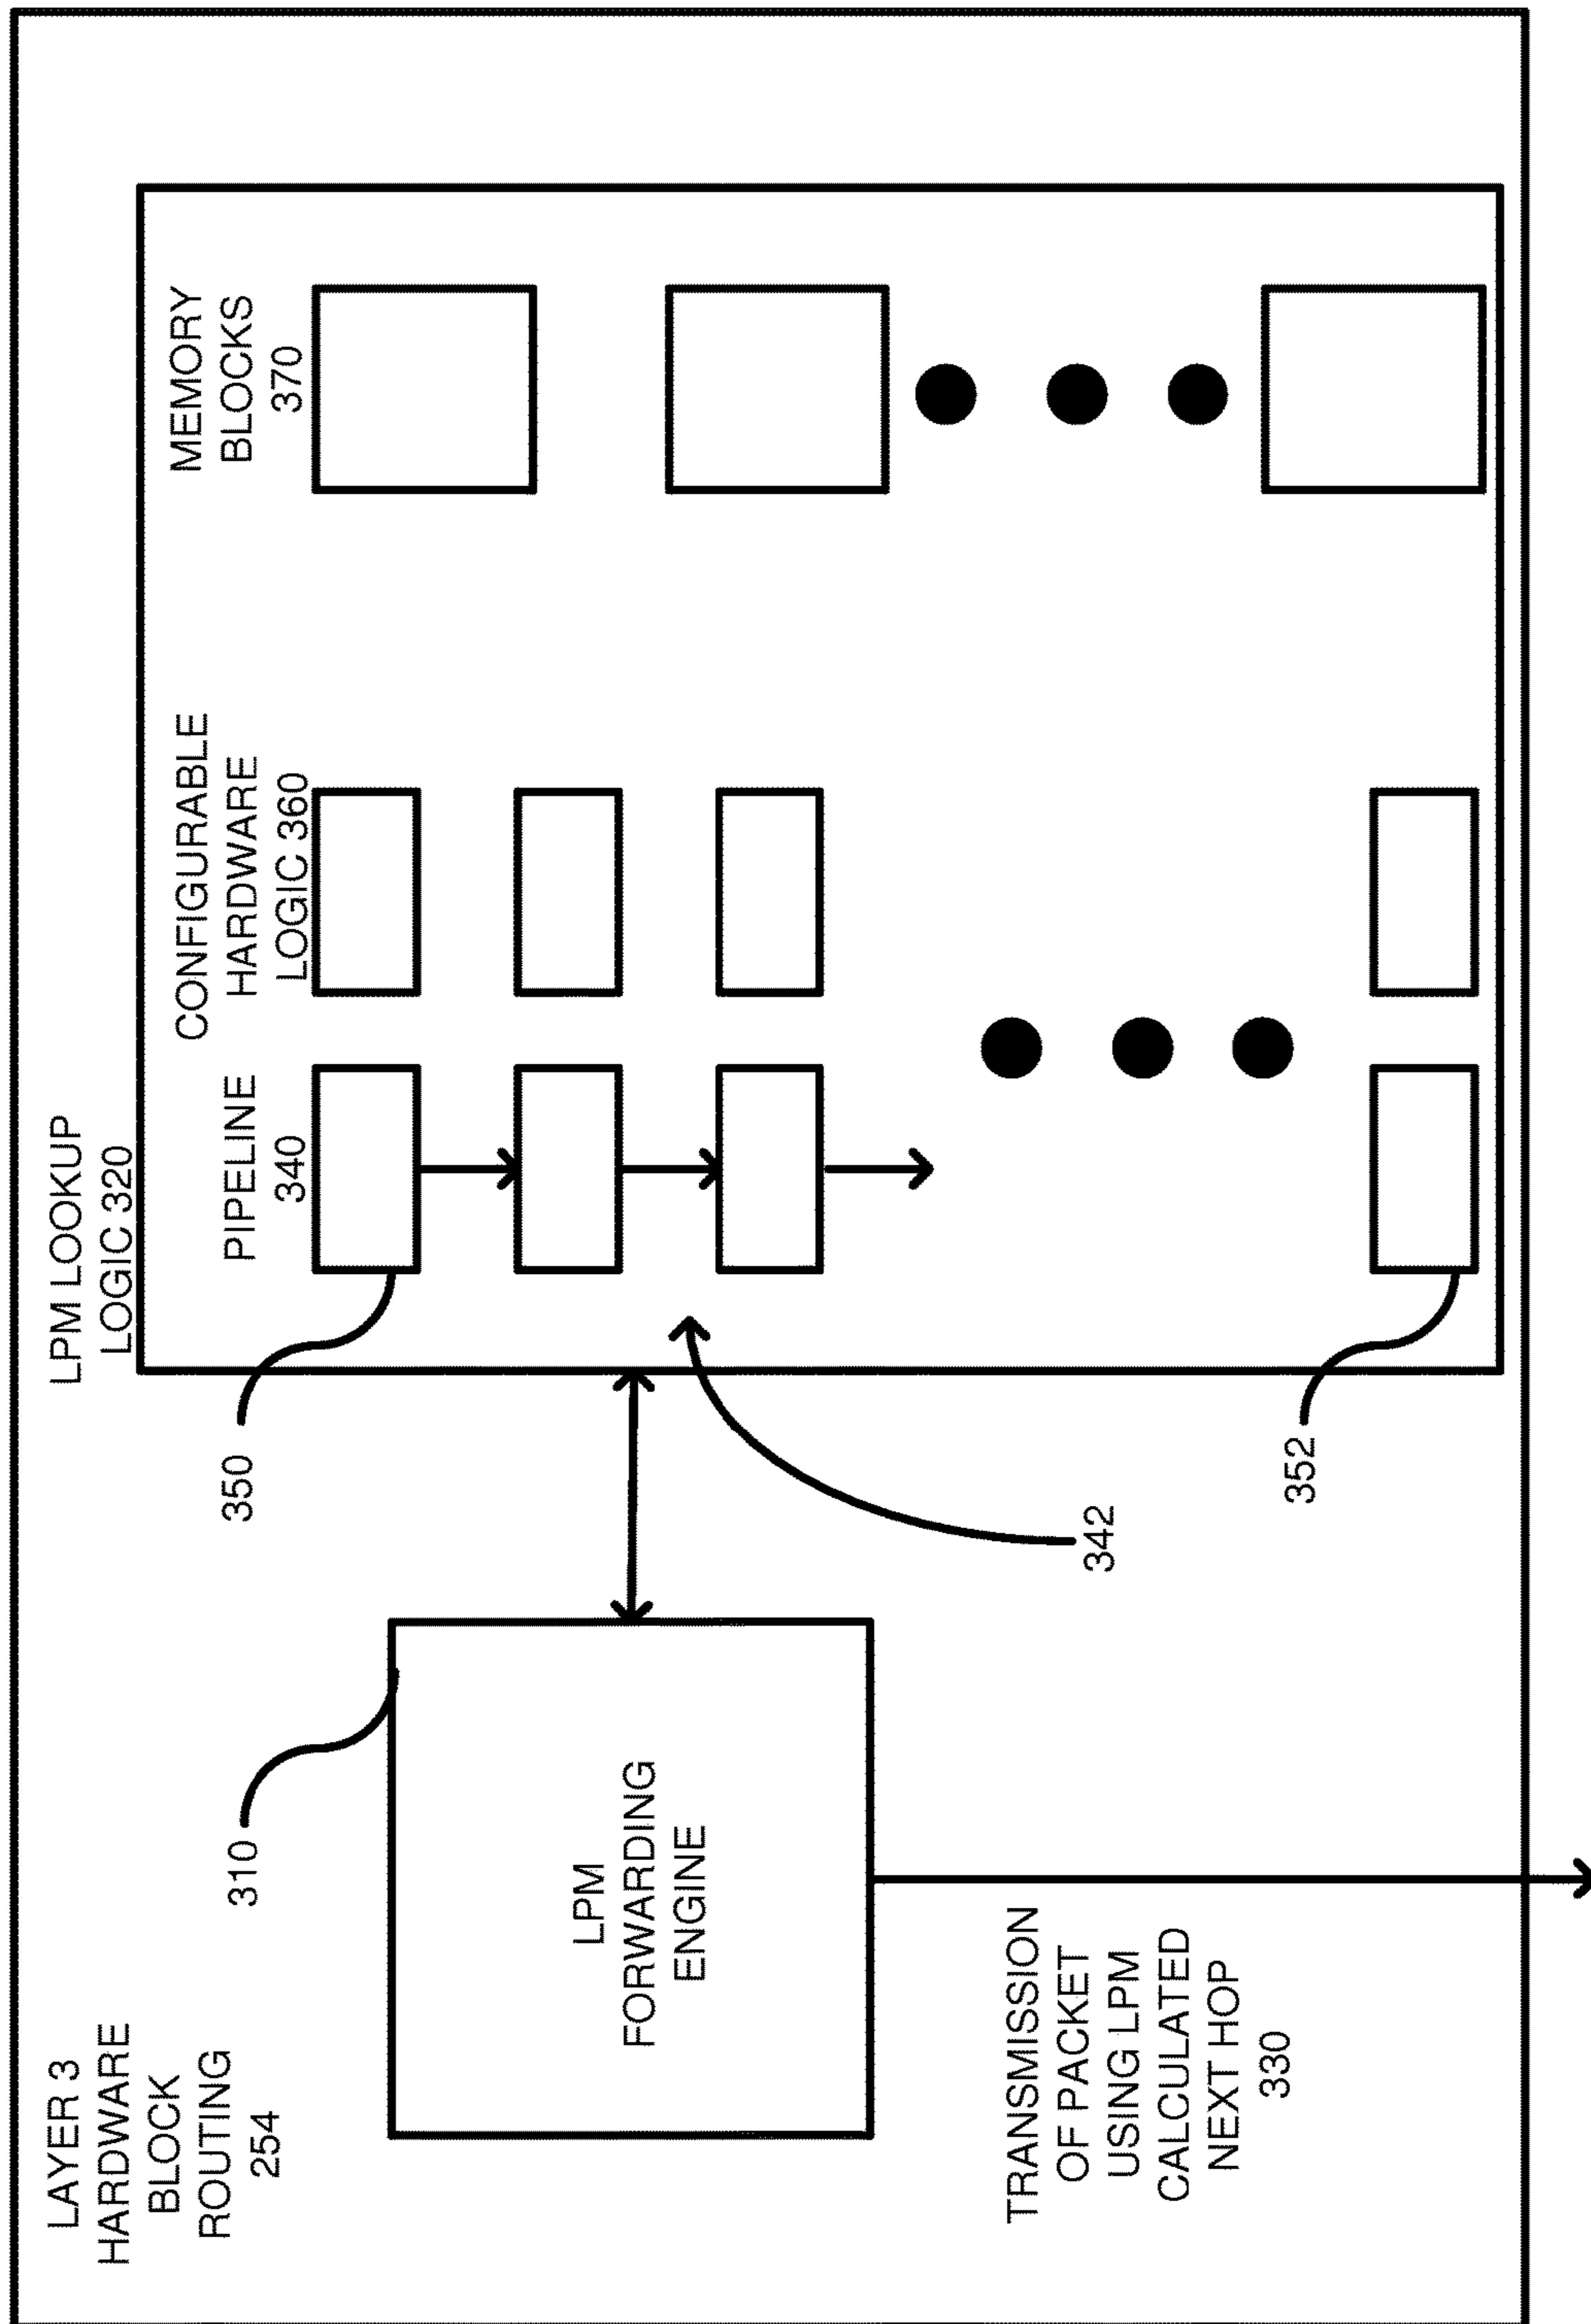 LAYER 3
HARDWARE
BLOCK
ROUTING
254
310
LPM
FORWARDING
ENGINE
TRANSMISSION
OF PACKET
USING LPM
CALCULATED
NEXT HOP
330
LPM LOOKUP
LOGIC 320
350
342
352
PIPELINE
340
CONFIGURABLE
HARDWARE
LOGIC 360
MEMORY
BLOCKS
370